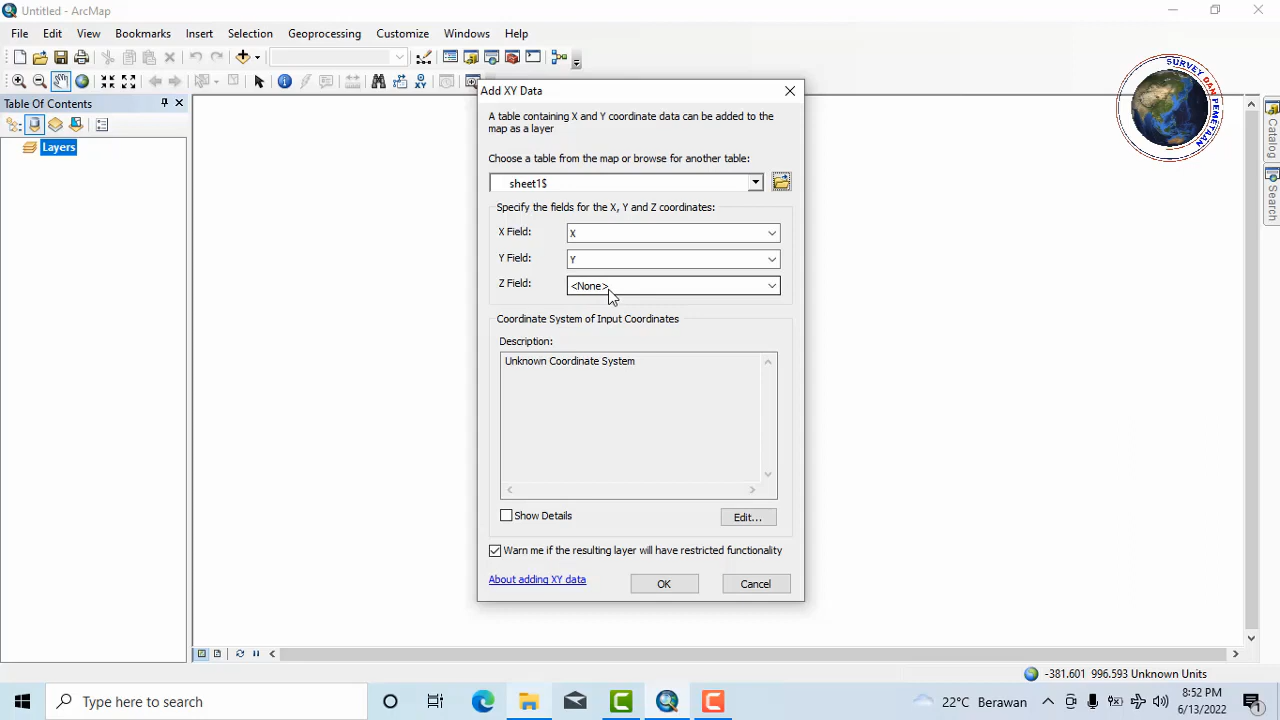 Untitled - ArcMap
File Edit View Bookmarks Insert Selection Geoprocessing Customize Windows Help
Table Of Contents
Layers
Add XY Data
A table containing X and Y coordinate data can be added to the
map as a layer
Choose a table from the map or browse for another table:
sheet1$
Specify the fields for the X, Y and Z coordinates:
X Field: X
Y Field: Y
Z Field: <None>
Coordinate System of Input Coordinates
Description:
Unknown Coordinate System
Show Details
Edit...
Warn me if the resulting layer will have restricted functionality
About adding XY data
OK Cancel
SURVEY DAN PEMETAAN
Catalog
Search
-381.601 996.593 Unknown Units
Type here to search
22°C Berawan
8:52 PM
6/13/2022
1